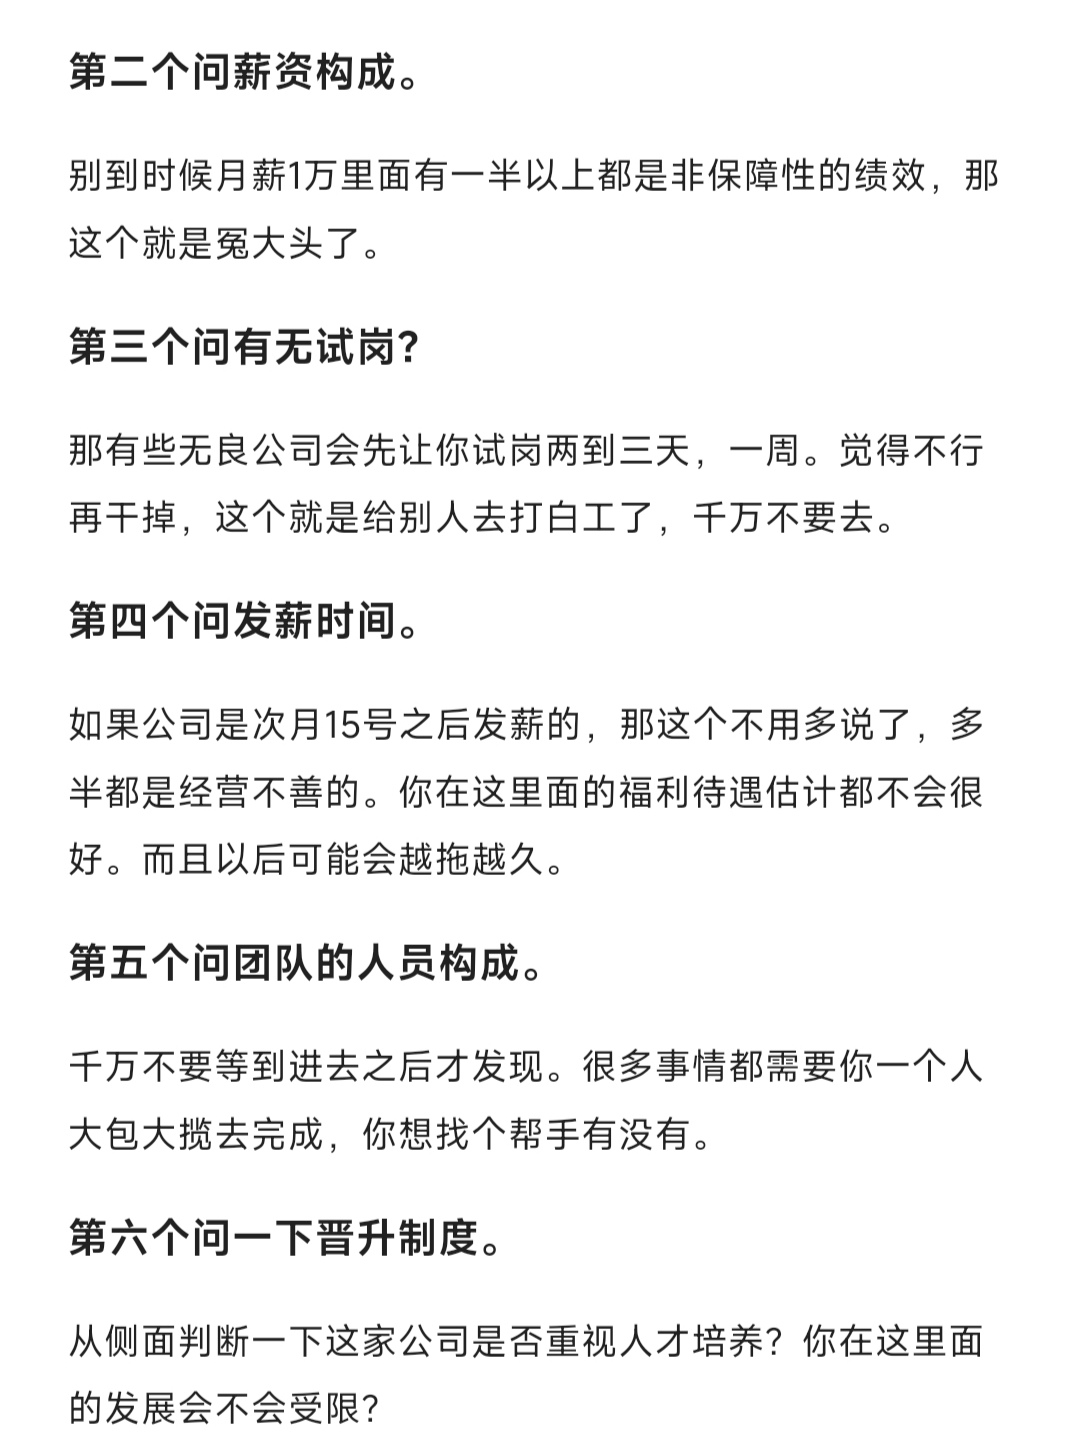 第二个问薪资构成。
别到时候月薪1万里面有一半以上都是非保障性的绩效，那
这个就是冤大头了。
第三个问有无试岗？
那有些无良公司会先让你试岗两到三天，一周。觉得不行
再干掉，这个就是给别人去打白工了，千万不要去。
第四个问发薪时间。
如果公司是次月15号之后发薪的，那这个不用多说了，多
半都是经营不善的。你在这里面的福利待遇估计都不会很
好。而且以后可能会越拖越久。
第五个问团队的人员构成。
千万不要等到进去之后才发现。很多事情都需要你一个人
大包大揽去完成，你想找个帮手有没有。
第六个问一下晋升制度。
从侧面判断一下这家公司是否重视人才培养？你在这里面
的发展会不会受限？